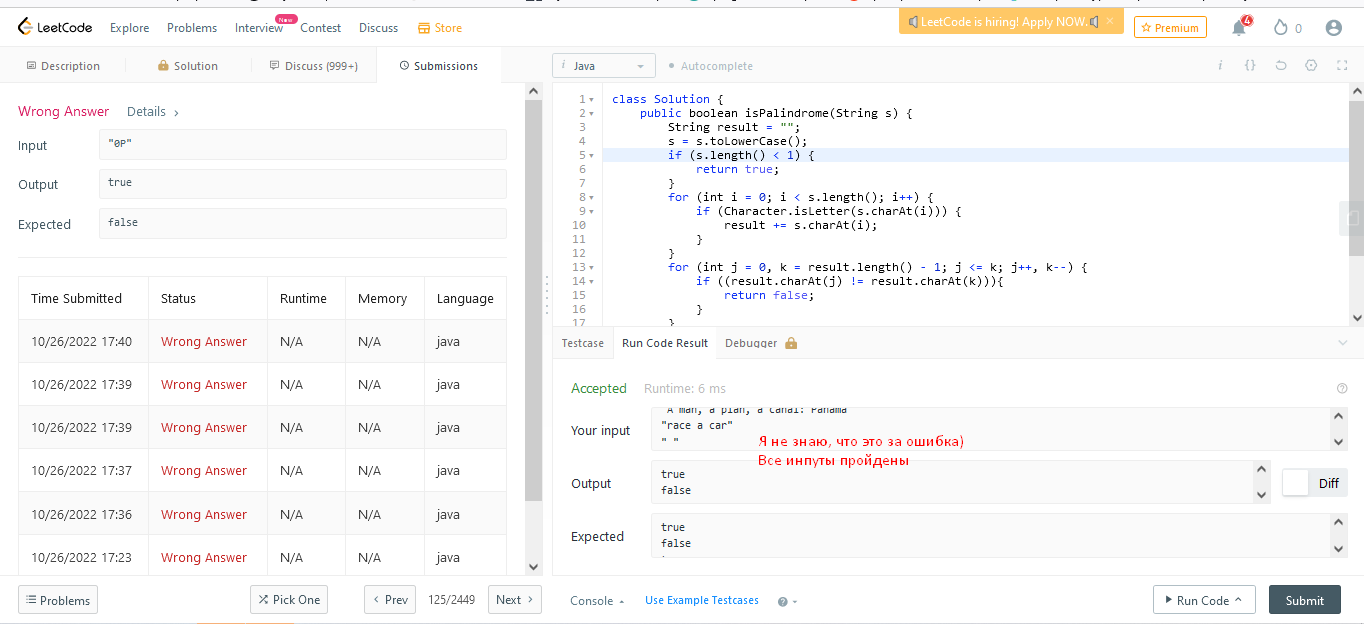 LeetCode Explore Problems Interview New Contest Discuss Store LeetCode is hiring! Apply NOW. × Premium 4 0
Description Solution Discuss (999+) Submissions
i Java Autocomplete i {}
Wrong Answer Details >
Input "0P"
Output true
Expected false
Time Submitted Status Runtime Memory Language
10/26/2022 17:40 Wrong Answer N/A N/A java
10/26/2022 17:39 Wrong Answer N/A N/A java
10/26/2022 17:39 Wrong Answer N/A N/A java
10/26/2022 17:37 Wrong Answer N/A N/A java
10/26/2022 17:36 Wrong Answer N/A N/A java
10/26/2022 17:23 Wrong Answer N/A N/A java
Problems Pick One < Prev 125/2449 Next >
1 class Solution {
2 public boolean isPalindrome(String s) {
3 String result = "";
4 s = s.toLowerCase();
5 if (s.length() < 1) {
6 return true;
7 }
8 for (int i = 0; i < s.length(); i++) {
9 if (Character.isLetter(s.charAt(i))) {
10 result += s.charAt(i);
11 }
12 }
13 for (int j = 0, k = result.length() - 1; j <= k; j++, k--) {
14 if ((result.charAt(j) != result.charAt(k))){
15 return false;
16 }
17 }
Testcase Run Code Result Debugger
Accepted Runtime: 6 ms
Your input
A man, a plan, a canal: Panama
"race a car"
" "
Я не знаю, что это за ошибка)
Все инпуты пройдены
Output
true
false
Diff
Expected
true
false
Console Use Example Testcases Run Code Submit